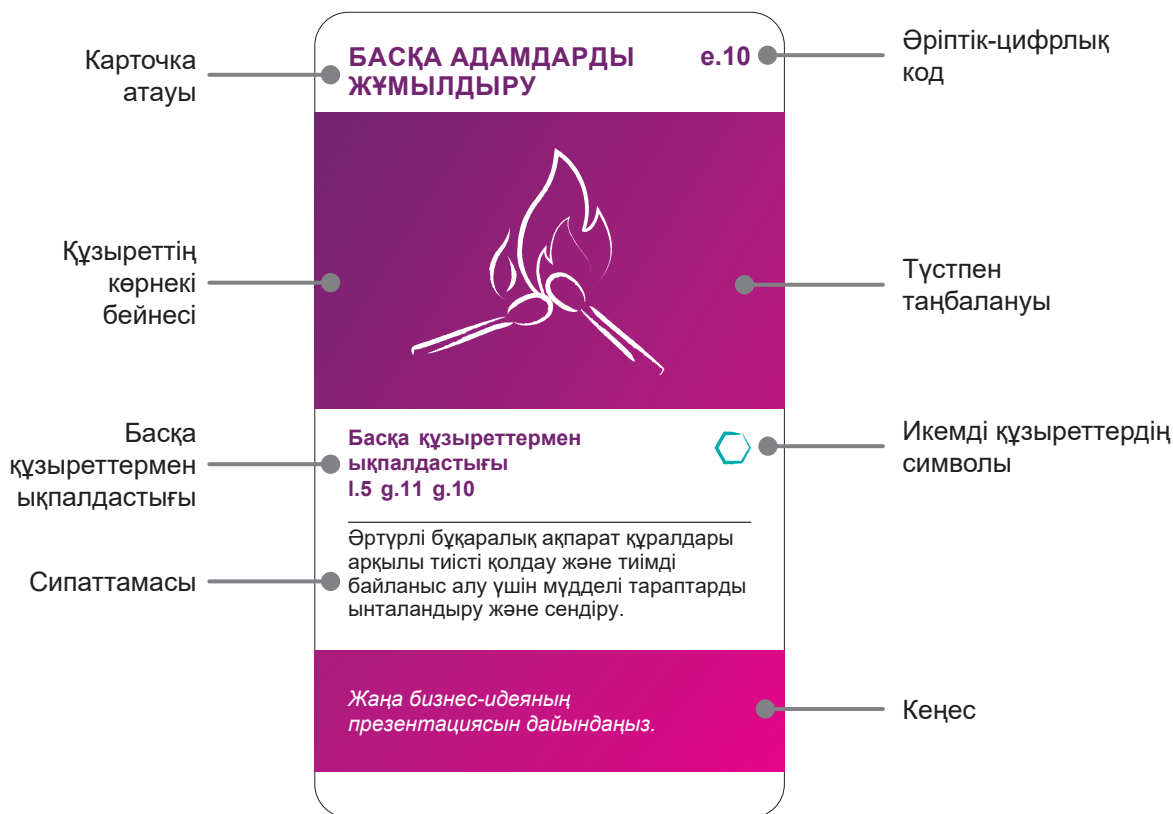 Карточка
атауы
БАСҚА АДАМДАРДЫ
ЖҰМЫЛДЫРУ
e.10
Әріптік-цифрлық
код
Құзыреттің
көрнекі
бейнесі
Түстпен
таңбалануы
Басқа
құзыреттермен
ықпалдастығы
Басқа құзыреттермен
ықпалдастығы
l.5 g.11 g.10
Икемді құзыреттердің
символы
Сипаттамасы
Әртүрлі бұқаралық ақпарат құралдары
арқылы тиісті қолдау және тиімді
байланыс алу үшін мүдделі тараптарды
ынталандыру және сендіру.
Жаңа бизнес-идеяның
презентациясын дайындаңыз.
Кеңес